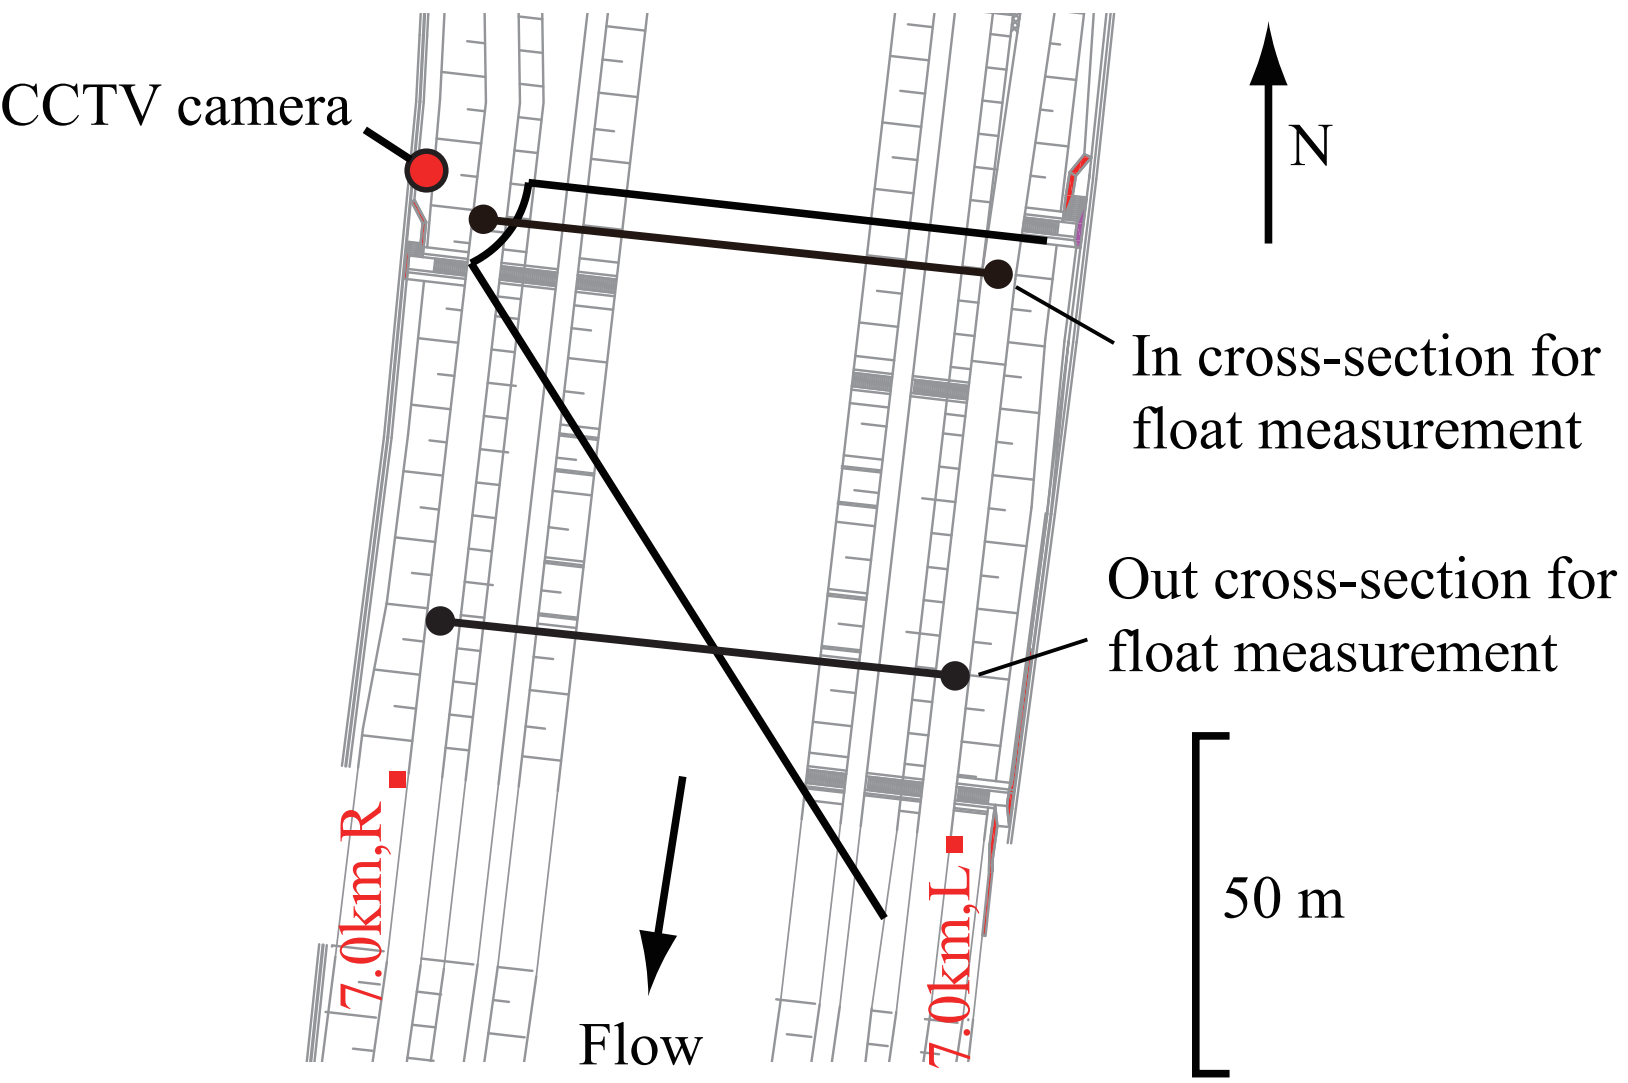 CCTV camera
N
In cross-section for
float measurement
Out cross-section for
float measurement
7.0km,R
7.0km,L
50 m
Flow